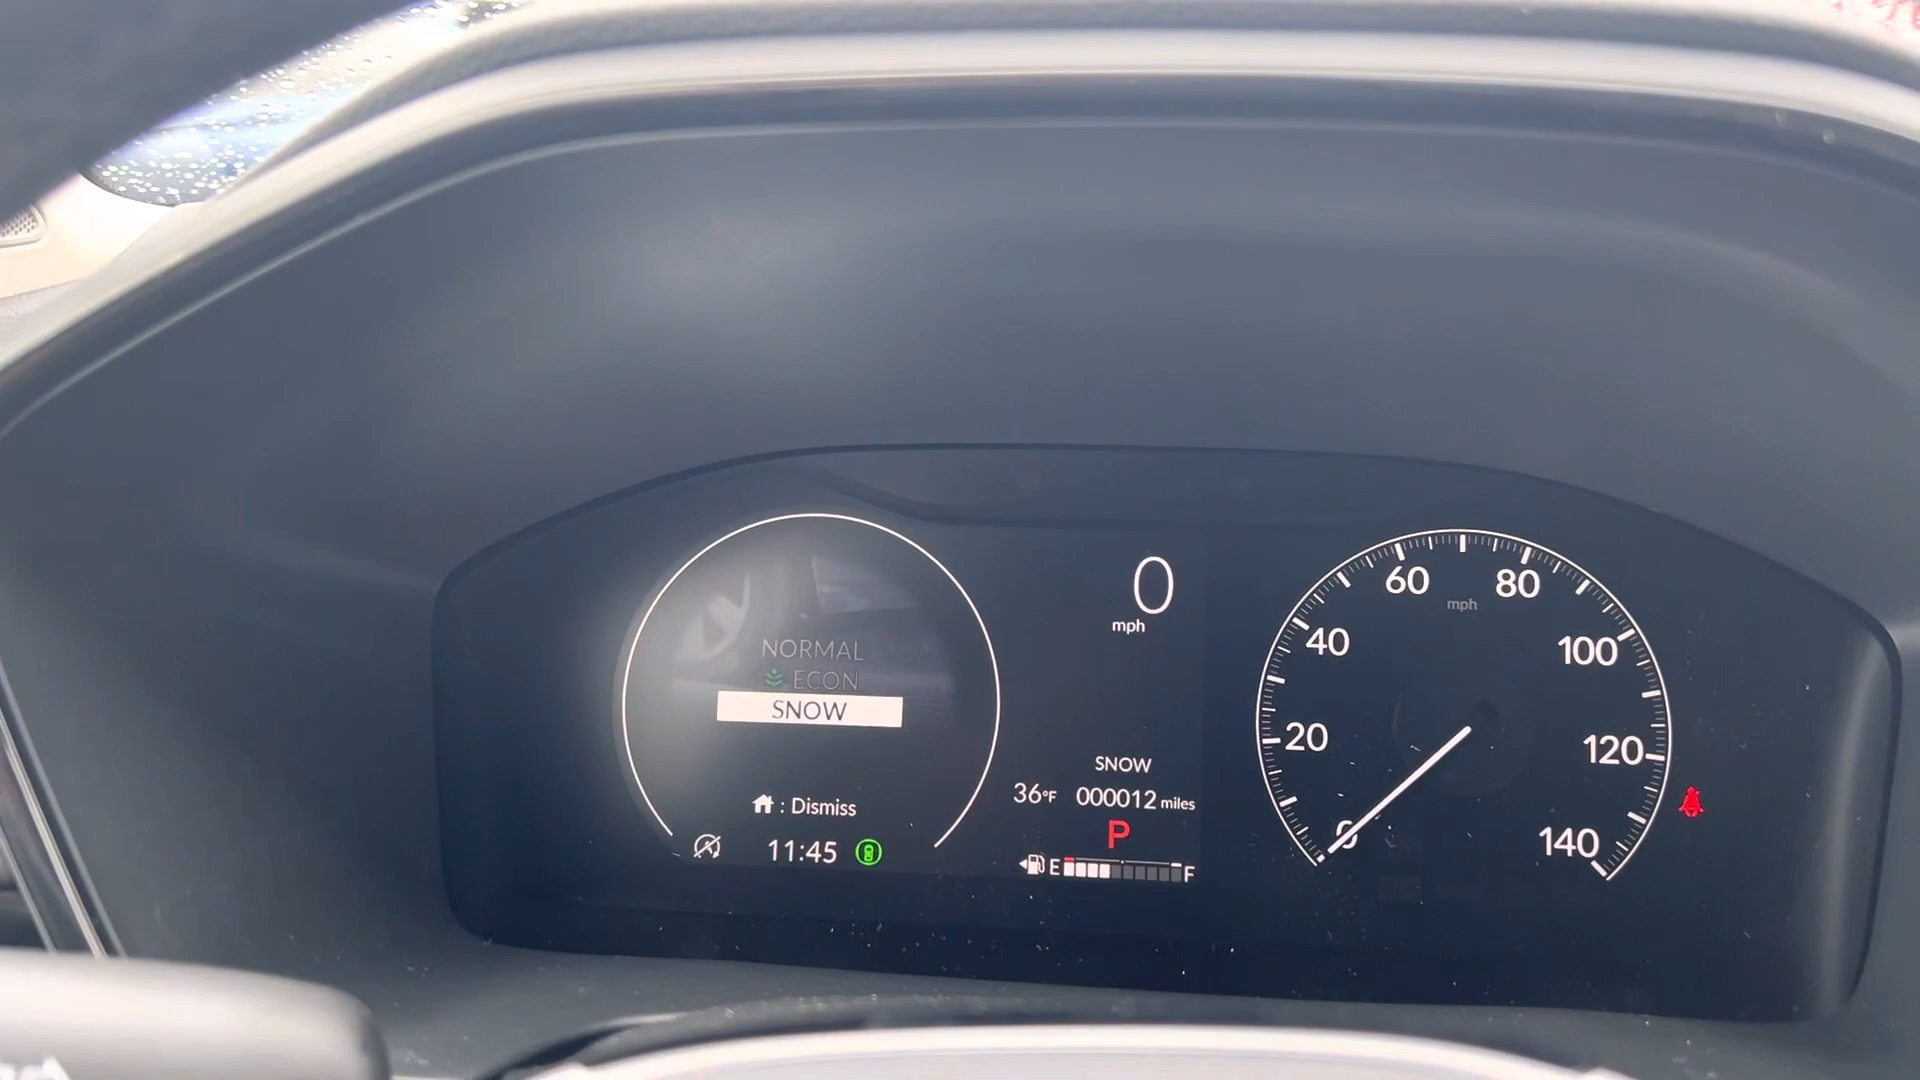 NORMAL
ECON
SNOW
: Dismiss
11:45
0
mph
SNOW
36°F 000012 miles
P
E F
0
20
40
60
mph
80
100
120
140